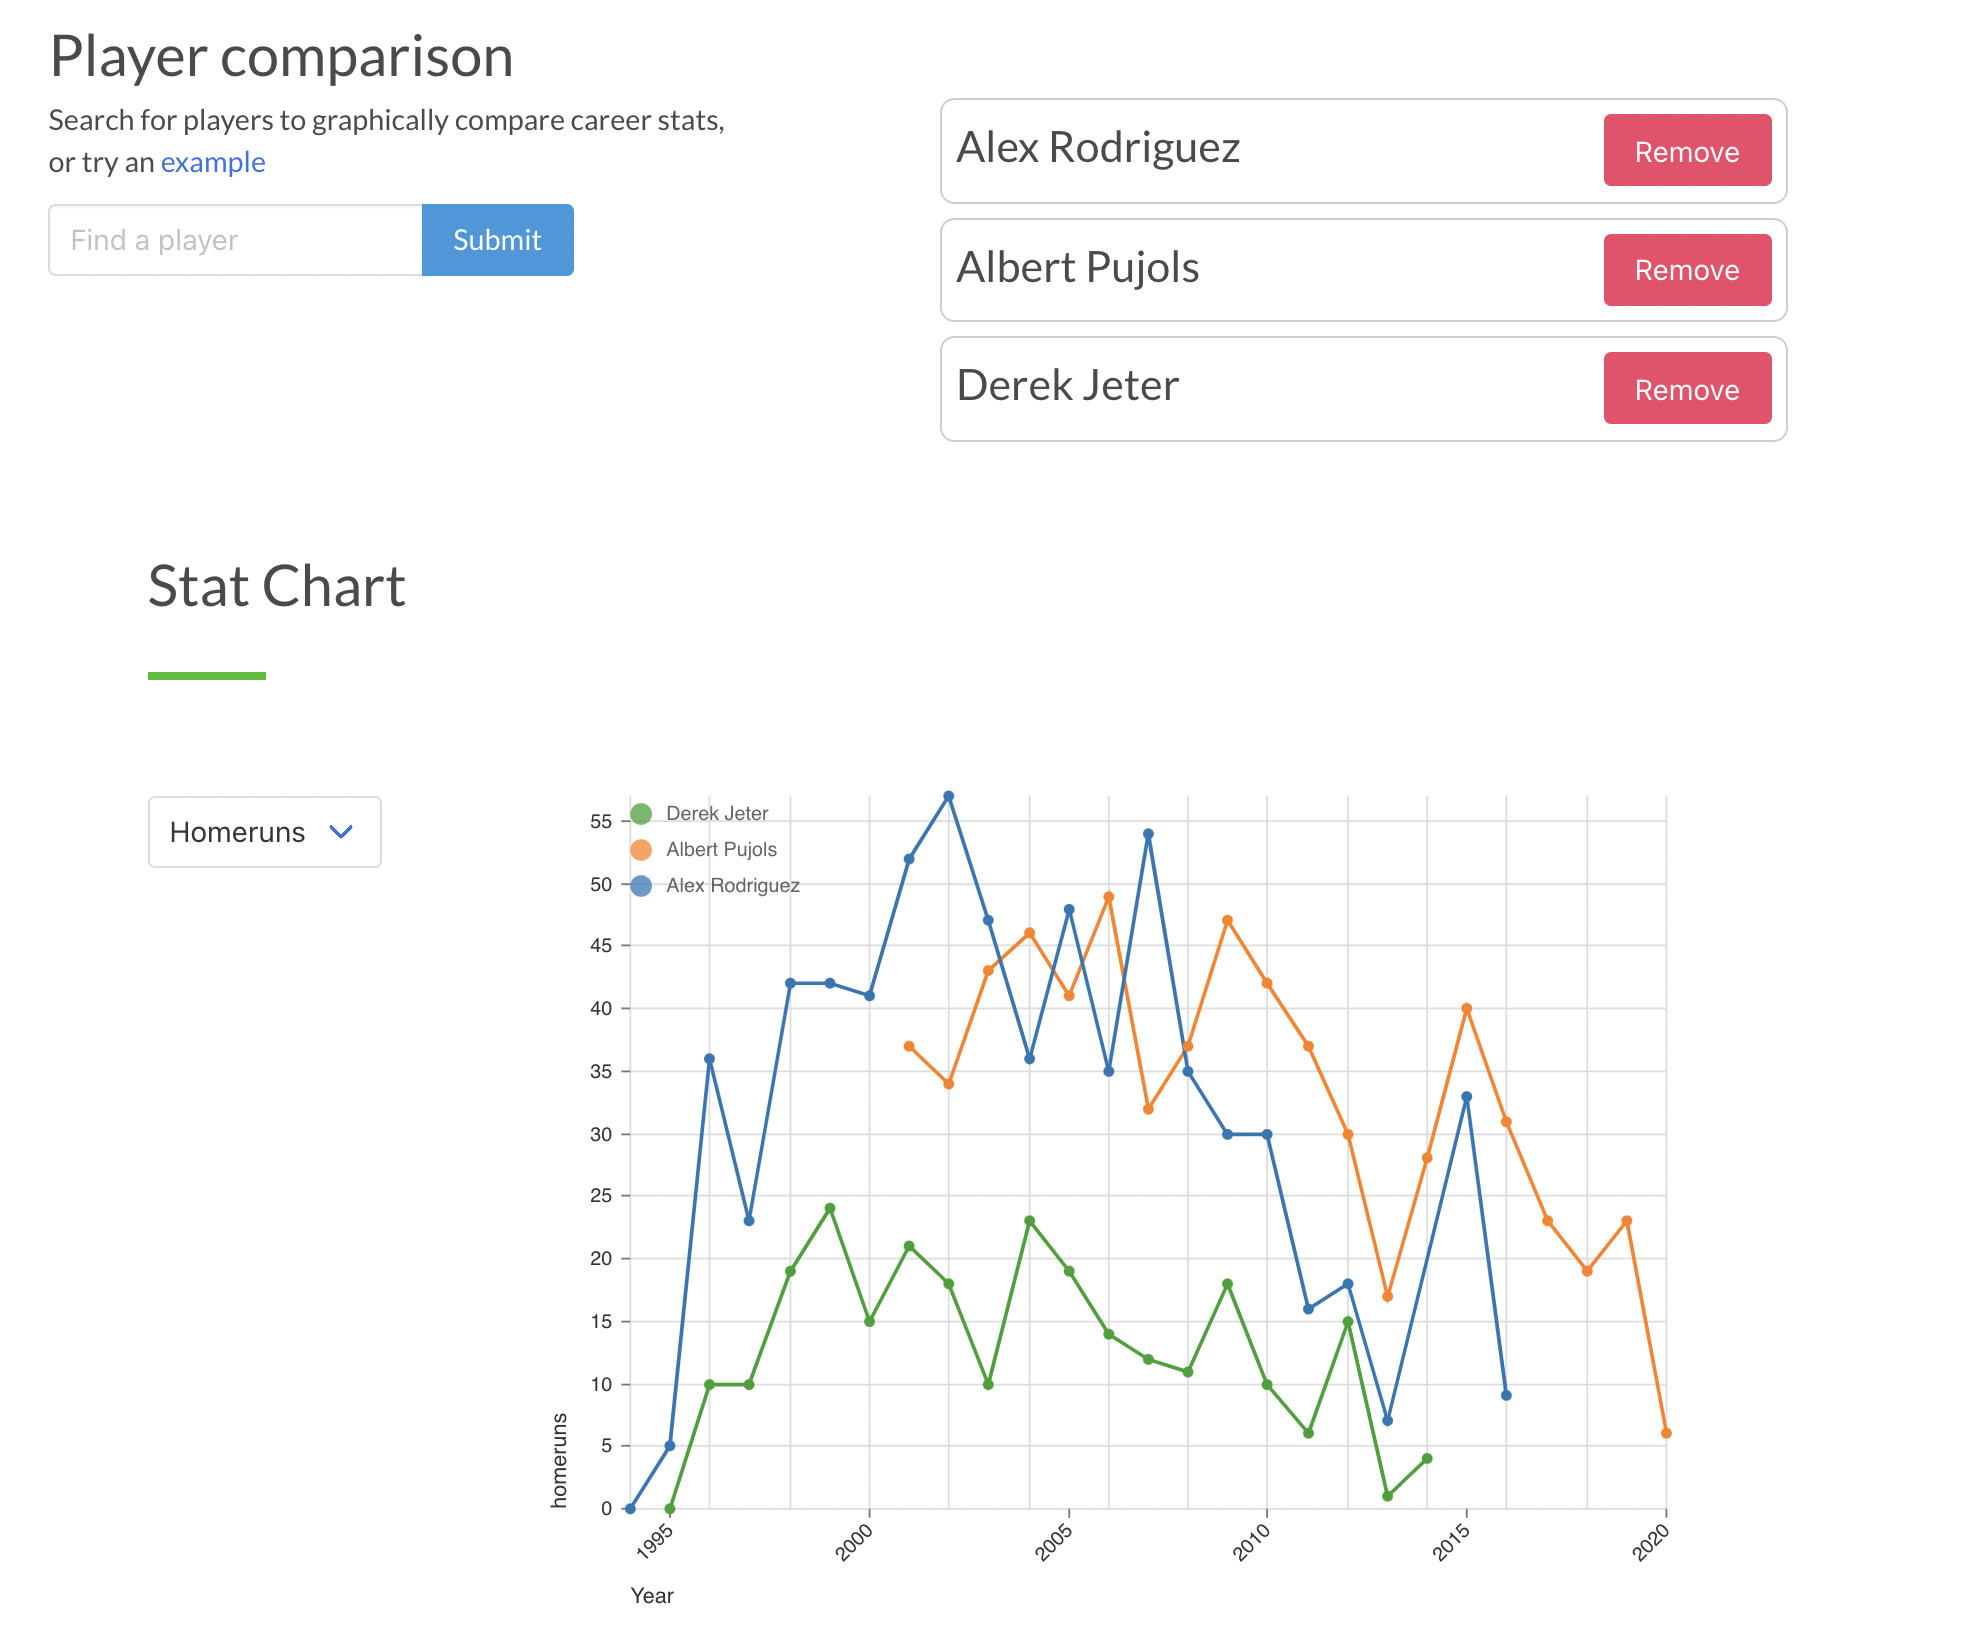 Player comparison
Search for players to graphically compare career stats,
or try an example
Find a player
Submit
Alex Rodriguez
Remove
Albert Pujols
Remove
Derek Jeter
Remove
Stat Chart
Homeruns
Derek Jeter
Albert Pujols
Alex Rodriguez
55
50
45
40
35
30
25
20
15
10
5
0
homeruns
1995
2000
2005
2010
2015
2020
Year